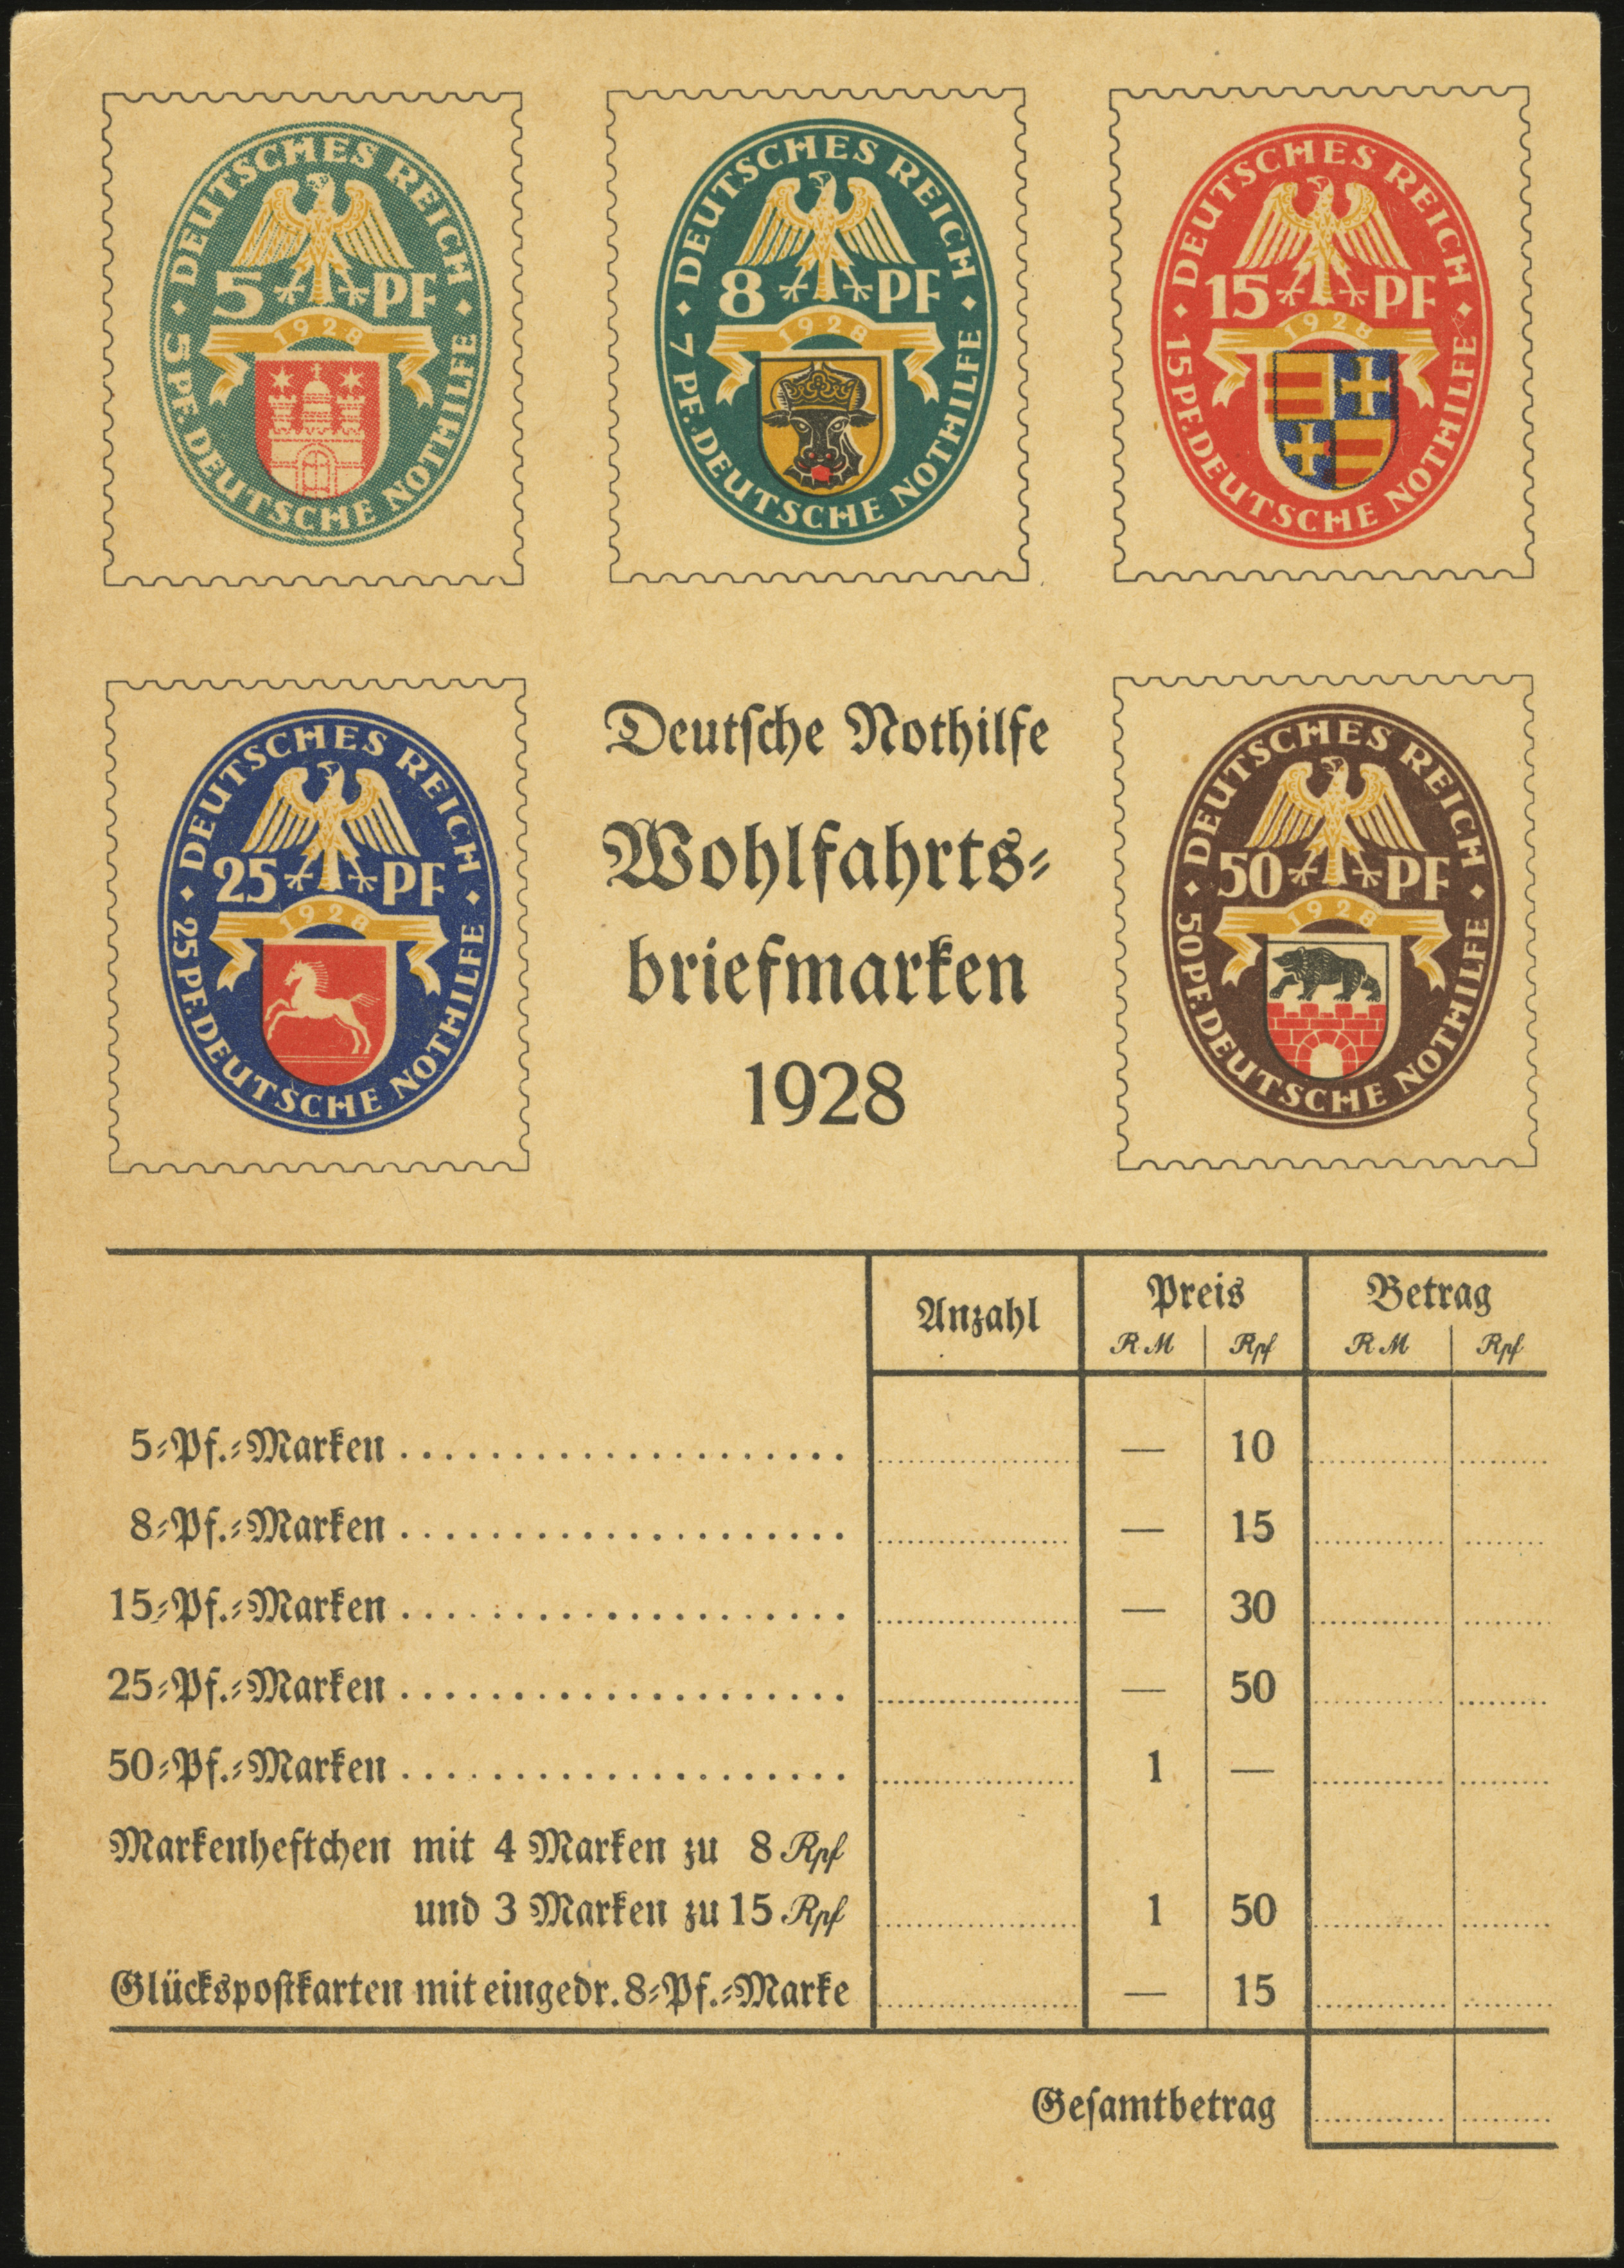 DEUTSCHES REICH
5 PF
1928
5 PF. DEUTSCHE NOTHILFE
DEUTSCHES REICH
8 PF
1928
7 PF. DEUTSCHE NOTHILFE
DEUTSCHES REICH
15 PF
1928
15 PF. DEUTSCHE NOTHILFE
DEUTSCHES REICH
25 PF
1928
25 PF. DEUTSCHE NOTHILFE
Deutſche Nothilfe
Wohlfahrts-
briefmarken
1928
DEUTSCHES REICH
50 PF
1928
50 PF. DEUTSCHE NOTHILFE
Anzahl Preis Betrag
RM Rpf RM Rpf
5-Pf.-Marken . . . . . . . . . . . . . . . . . . . . — 10
8-Pf.-Marken . . . . . . . . . . . . . . . . . . . . — 15
15-Pf.-Marken . . . . . . . . . . . . . . . . . . . . — 30
25-Pf.-Marken . . . . . . . . . . . . . . . . . . . . — 50
50-Pf.-Marken . . . . . . . . . . . . . . . . . . . . 1 —
Markenheftchen mit 4 Marken zu 8 Rpf
und 3 Marken zu 15 Rpf 1 50
Glückspoſtkarten mit eingedr. 8-Pf.-Marke — 15
Geſamtbetrag